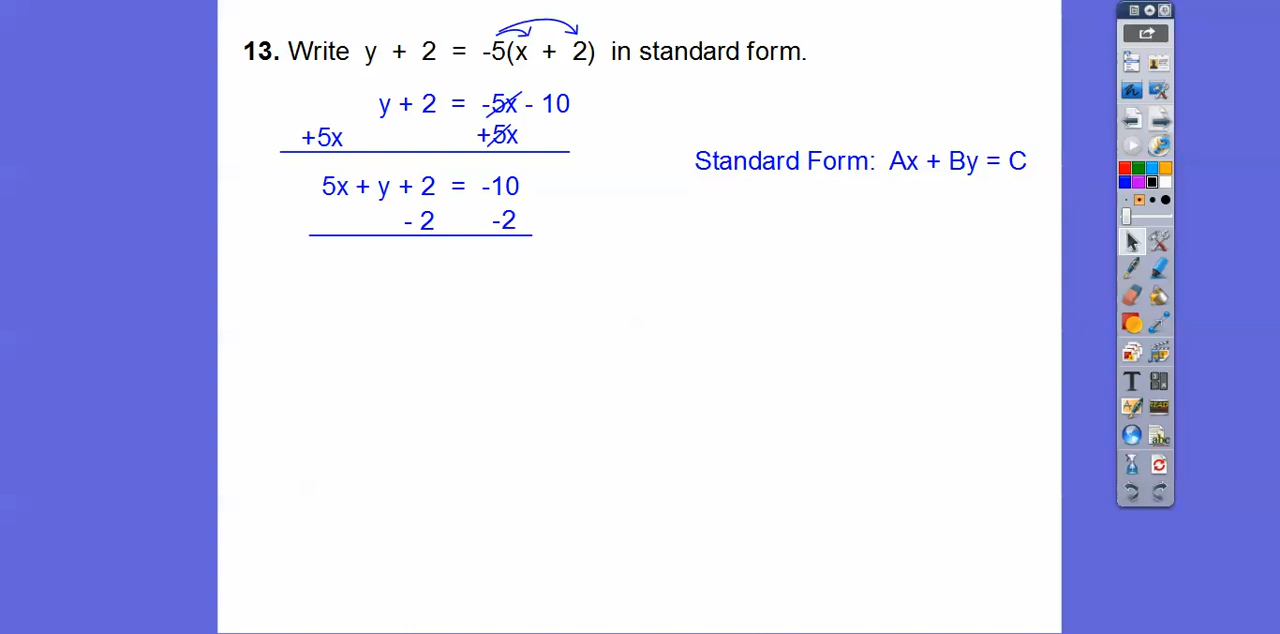 13. Write y + 2 = -5(x + 2) in standard form.
y + 2 = -5x - 10
+5x +5x
Standard Form: Ax + By = C
5x + y + 2 = -10
- 2 -2